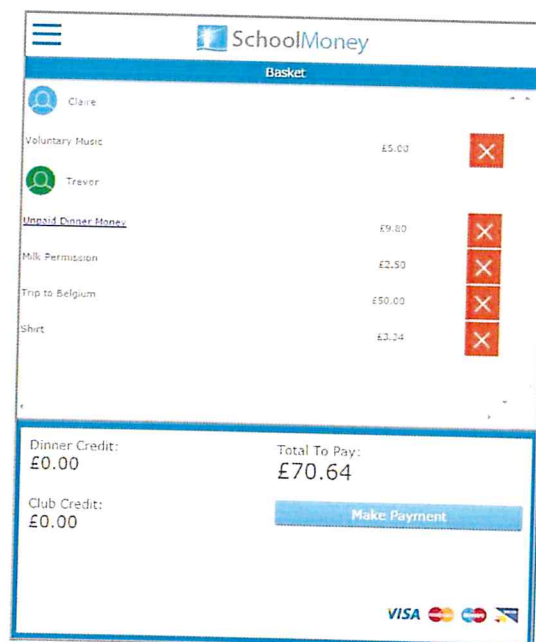 SchoolMoney
Basket
Claire
Voluntary Music £5.00
Trevor
Unpaid Dinner Money £9.80
Milk Permission £2.50
Trip to Belgium £50.00
Shirt £3.34
Dinner Credit:
£0.00
Total To Pay:
£70.64
Club Credit:
£0.00
Make Payment
VISA